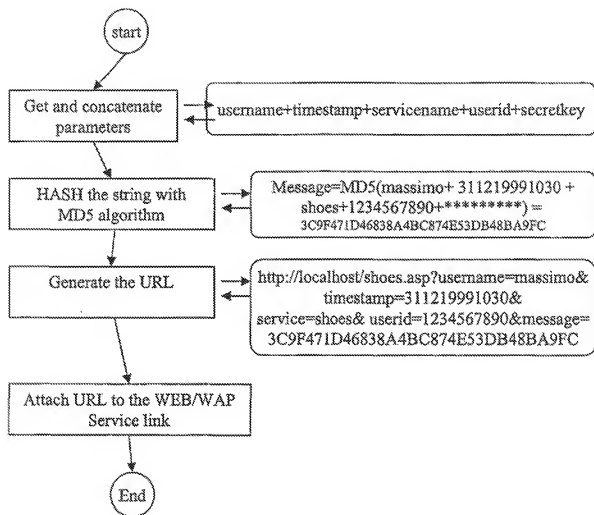 start
Get and concatenate
parameters
username+timestamp+servicename+userid+secretkey
HASH the string with
MD5 algorithm
Message=MD5(massimo+ 311219991030 +
shoes+1234567890+*********) =
3C9F471D46838A4BC874E53DB48BA9FC
Generate the URL
http://localhost/shoes.asp?username=massimo&
timestamp=311219991030&
service=shoes& userid=1234567890&message=
3C9F471D46838A4BC874E53DB48BA9FC
Attach URL to the WEB/WAP
Service link
End